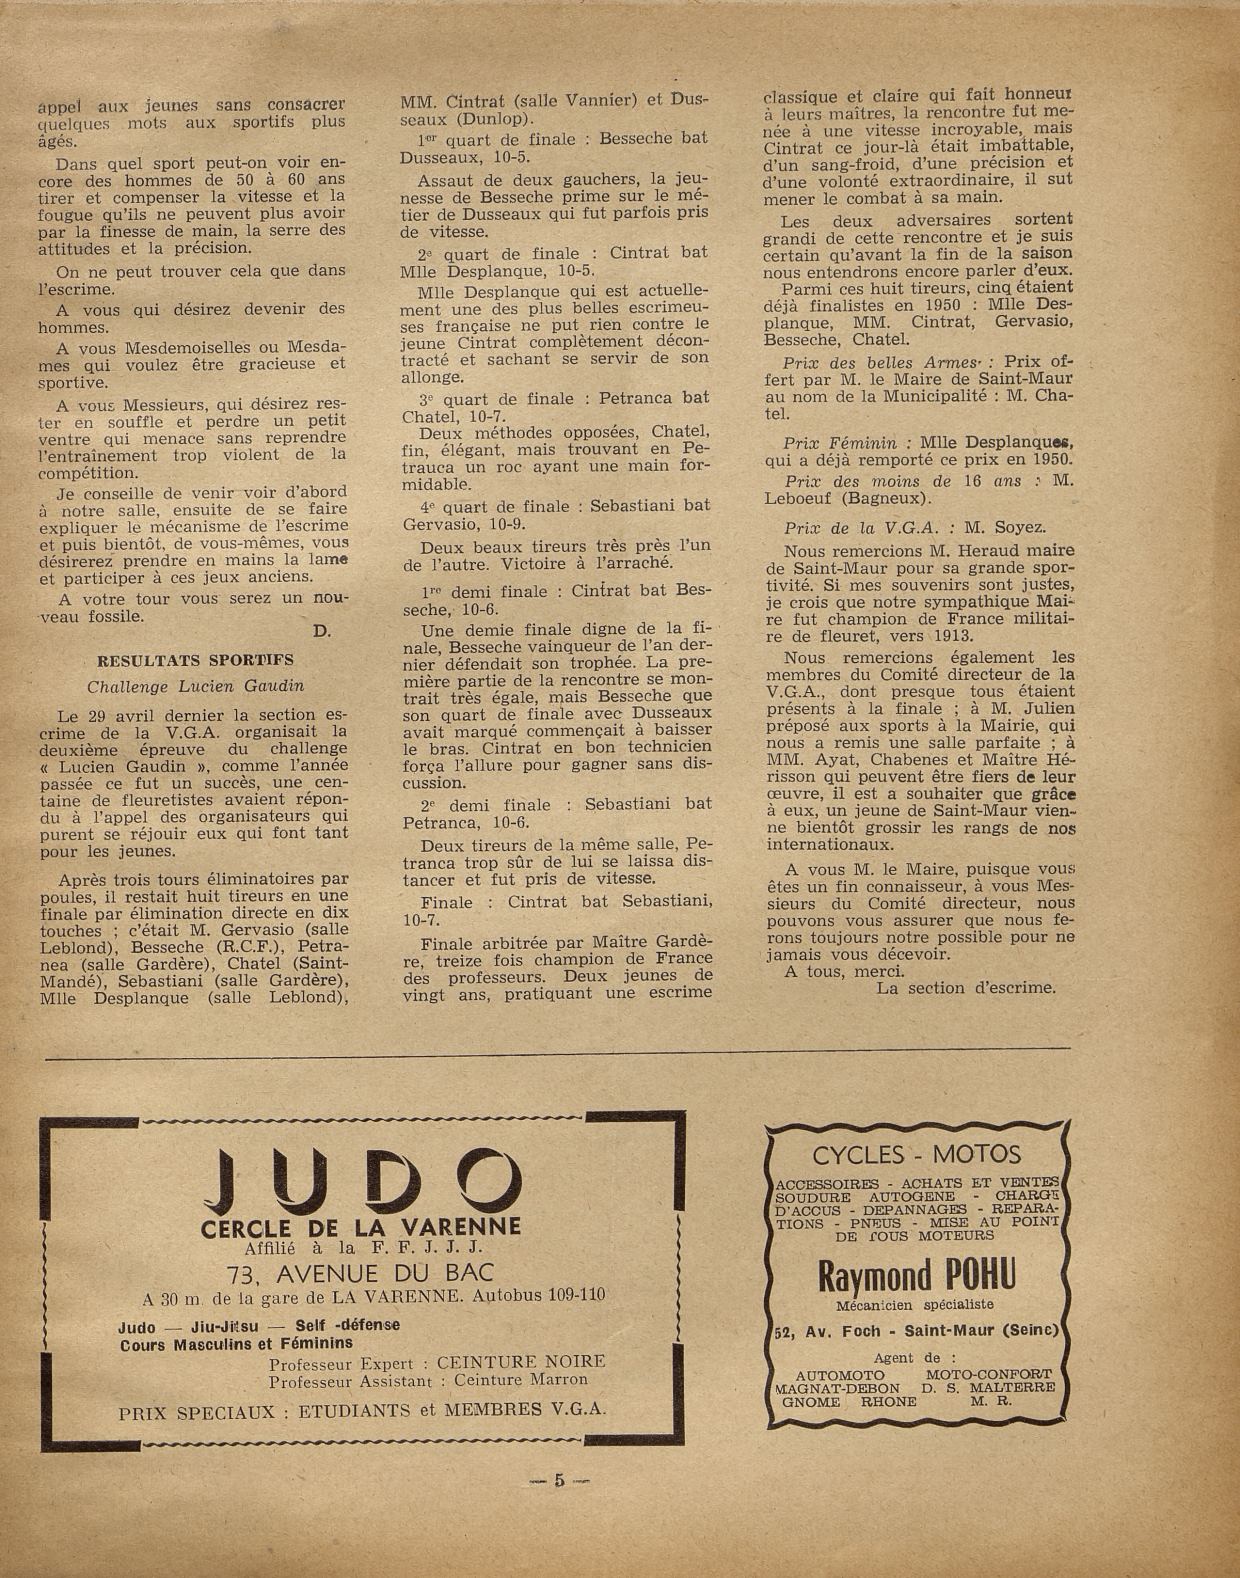 appel aux jeunes sans consacrer
quelques mots aux sportifs plus
âgés.
Dans quel sport peut-on voir en-
core des hommes de 50 à 60 ans
tirer et compenser la vitesse et la
fougue qu'ils ne peuvent plus avoir
par la finesse de main, la serre des
attitudes et la précision.
On ne peut trouver cela que dans
l'escrime.
A vous qui désirez devenir des
hommes.
A vous Mesdemoiselles ou Mesda-
mes qui voulez être gracieuse et
sportive.
A vous Messieurs, qui désirez res-
ter en souffle et perdre un petit
ventre qui menace sans reprendre
l'entraînement trop violent de la
compétition.
Je conseille de venir voir d'abord
à notre salle, ensuite de se faire
expliquer le mécanisme de l'escrime
et puis bientôt, de vous-mêmes, vous
désirerez prendre en mains la lame
et participer à ces jeux anciens.
A votre tour vous serez un nou-
veau fossile.
D.
RESULTATS SPORTIFS
Challenge Lucien Gaudin
Le 29 avril dernier la section es-
crime de la V.G.A. organisait la
deuxième épreuve du challenge
« Lucien Gaudin », comme l'année
passée ce fut un succès, une cen-
taine de fleuretistes avaient répon-
du à l'appel des organisateurs qui
purent se réjouir eux qui font tant
pour les jeunes.
Après trois tours éliminatoires par
poules, il restait huit tireurs en une
finale par élimination directe en dix
touches ; c'était M. Gervasio (salle
Leblond), Besseche (R.C.F.), Petra-
nea (salle Gardère), Chatel (Saint-
Mandé), Sebastiani (salle Gardère),
Mlle Desplanque (salle Leblond),
MM. Cintrat (salle Vannier) et Dus-
seaux (Dunlop).
1er quart de finale : Besseche bat
Dusseaux, 10-5.
Assaut de deux gauchers, la jeu-
nesse de Besseche prime sur le mé-
tier de Dusseaux qui fut parfois pris
de vitesse.
2e quart de finale : Cintrat bat
Mlle Desplanque, 10-5.
Mlle Desplanque qui est actuelle-
ment une des plus belles escrimeu-
ses française ne put rien contre le
jeune Cintrat complètement décon-
tracté et sachant se servir de son
allonge.
3e quart de finale : Petranca bat
Chatel, 10-7.
Deux méthodes opposées, Chatel,
fin, élégant, mais trouvant en Pe-
trauca un roc ayant une main for-
midable.
4e quart de finale : Sebastiani bat
Gervasio, 10-9.
Deux beaux tireurs très près l'un
de l'autre. Victoire à l'arraché.
1re demi finale : Cintrat bat Bes-
seche, 10-6.
Une demie finale digne de la fi-
nale, Besseche vainqueur de l'an der-
nier défendait son trophée. La pre-
mière partie de la rencontre se mon-
trait très égale, mais Besseche que
son quart de finale avec Dusseaux
avait marqué commençait à baisser
le bras. Cintrat en bon technicien
força l'allure pour gagner sans dis-
cussion.
2e demi finale : Sebastiani bat
Petranca, 10-6.
Deux tireurs de la même salle, Pe-
tranca trop sûr de lui se laissa dis-
tancer et fut pris de vitesse.
Finale : Cintrat bat Sebastiani,
10-7.
Finale arbitrée par Maître Gardè-
re, treize fois champion de France
des professeurs. Deux jeunes de
vingt ans, pratiquant une escrime
classique et claire qui fait honneur
à leurs maîtres, la rencontre fut me-
née à une vitesse incroyable, mais
Cintrat ce jour-là était imbattable,
d'un sang-froid, d'une précision et
d'une volonté extraordinaire, il sut
mener le combat à sa main.
Les deux adversaires sortent
grandi de cette rencontre et je suis
certain qu'avant la fin de la saison
nous entendrons encore parler d'eux.
Parmi ces huit tireurs, cinq étaient
déjà finalistes en 1950 : Mlle Des-
planque, MM. Cintrat, Gervasio,
Besseche, Chatel.
Prix des belles Armes : Prix of-
fert par M. le Maire de Saint-Maur
au nom de la Municipalité : M. Cha-
tel.
Prix Féminin : Mlle Desplanques,
qui a déjà remporté ce prix en 1950.
Prix des moins de 16 ans : M.
Leboeuf (Bagneux).
Prix de la V.G.A. : M. Soyez.
Nous remercions M. Heraud maire
de Saint-Maur pour sa grande spor-
tivité. Si mes souvenirs sont justes,
je crois que notre sympathique Mai-
re fut champion de France militai-
re de fleuret, vers 1913.
Nous remercions également les
membres du Comité directeur de la
V.G.A., dont presque tous étaient
présents à la finale ; à M. Julien
préposé aux sports à la Mairie, qui
nous a remis une salle parfaite ; à
MM. Ayat, Chabenes et Maître Hé-
risson qui peuvent être fiers de leur
œuvre, il est a souhaiter que grâce
à eux, un jeune de Saint-Maur vien-
ne bientôt grossir les rangs de nos
internationaux.
A vous M. le Maire, puisque vous
êtes un fin connaisseur, à vous Mes-
sieurs du Comité directeur, nous
pouvons vous assurer que nous fe-
rons toujours notre possible pour ne
jamais vous décevoir.
A tous, merci.
La section d'escrime.
JUDO
CERCLE DE LA VARENNE
Affilié à la F. F. J. J. J.
73, AVENUE DU BAC
A 30 m. de la gare de LA VARENNE. Autobus 109-110
Judo — Jiu-Jitsu — Self -défense
Cours Masculins et Féminins
Professeur Expert : CEINTURE NOIRE
Professeur Assistant : Ceinture Marron
PRIX SPECIAUX : ETUDIANTS et MEMBRES V.G.A.
CYCLES - MOTOS
ACCESSOIRES - ACHATS ET VENTES
SOUDURE AUTOGENE - CHARGE
D'ACCUS - DEPANNAGES - REPARA-
TIONS - PNEUS - MISE AU POINT
DE TOUS MOTEURS
Raymond POHU
Mécanicien spécialiste
52, Av. Foch - Saint-Maur (Seine)
Agent de :
AUTOMOTO MOTO-CONFORT
MAGNAT-DEBON D. S. MALTERRE
GNOME RHONE M. R.
— 5 —